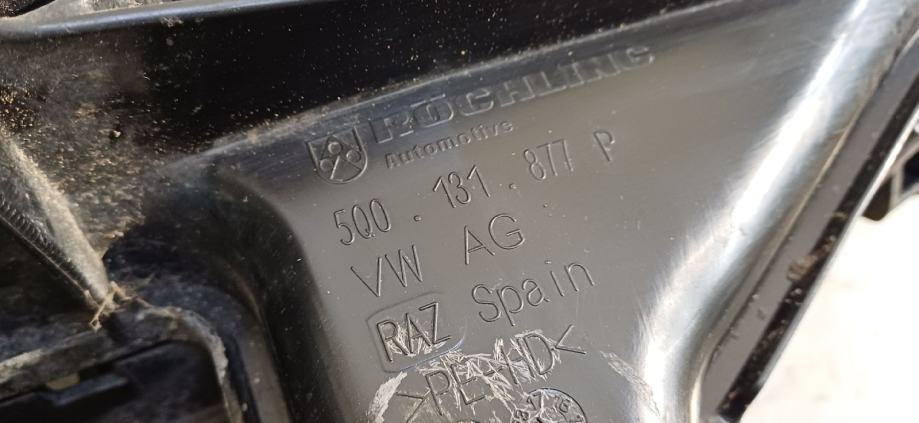 RÖCHLING
Automotive
5Q0 . 131 . 877 P
VW AG
RAZ Spain
>PE-HD<